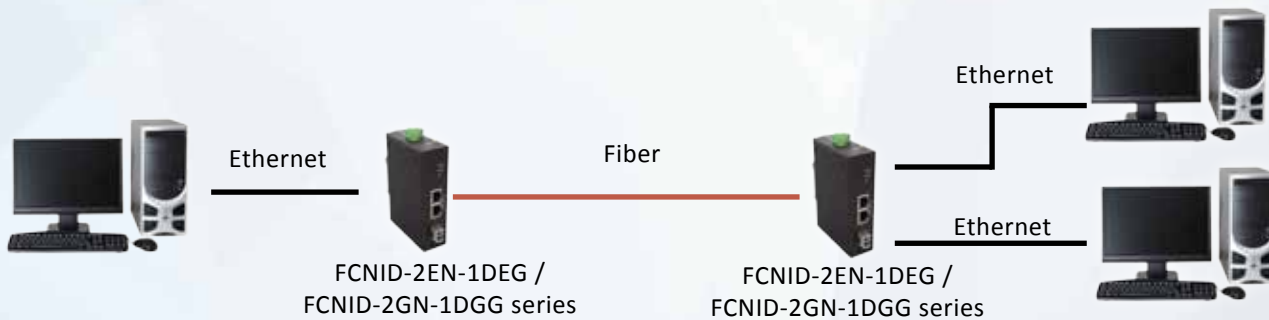 Ethernet
Ethernet
Fiber
Ethernet
FCNID-2EN-1DEG /
FCNID-2GN-1DGG series
FCNID-2EN-1DEG /
FCNID-2GN-1DGG series